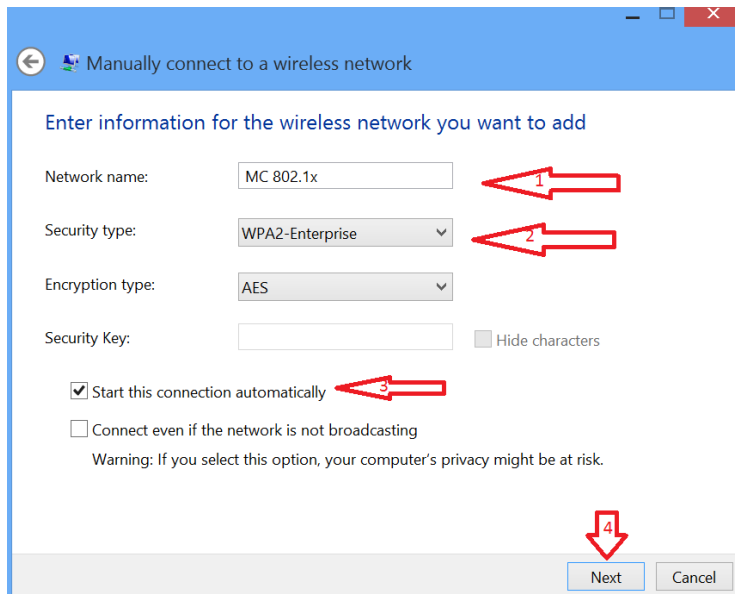 Manually connect to a wireless network
Enter information for the wireless network you want to add
Network name: MC 802.1x 1
Security type: WPA2-Enterprise 2
Encryption type: AES
Security Key: Hide characters
Start this connection automatically 3
Connect even if the network is not broadcasting
Warning: If you select this option, your computer's privacy might be at risk.
4
Next Cancel